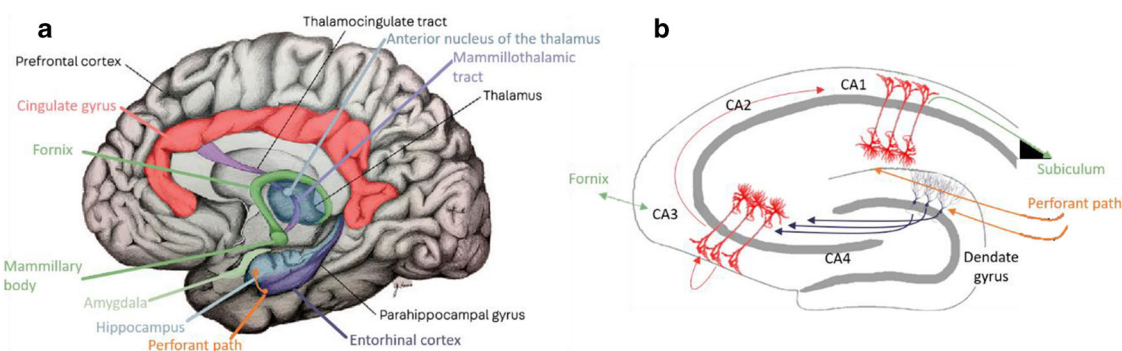 a
Thalamocingulate tract
Anterior nucleus of the thalamus
Prefrontal cortex
Mammillothalamic
tract
Thalamus
Cingulate gyrus
Fornix
Mammillary
body
Amygdala
Hippocampus
Perforant path
Parahippocampal gyrus
Entorhinal cortex
b
CA1
CA2
Subiculum
Fornix
CA3
Perforant path
CA4
Dendate
gyrus